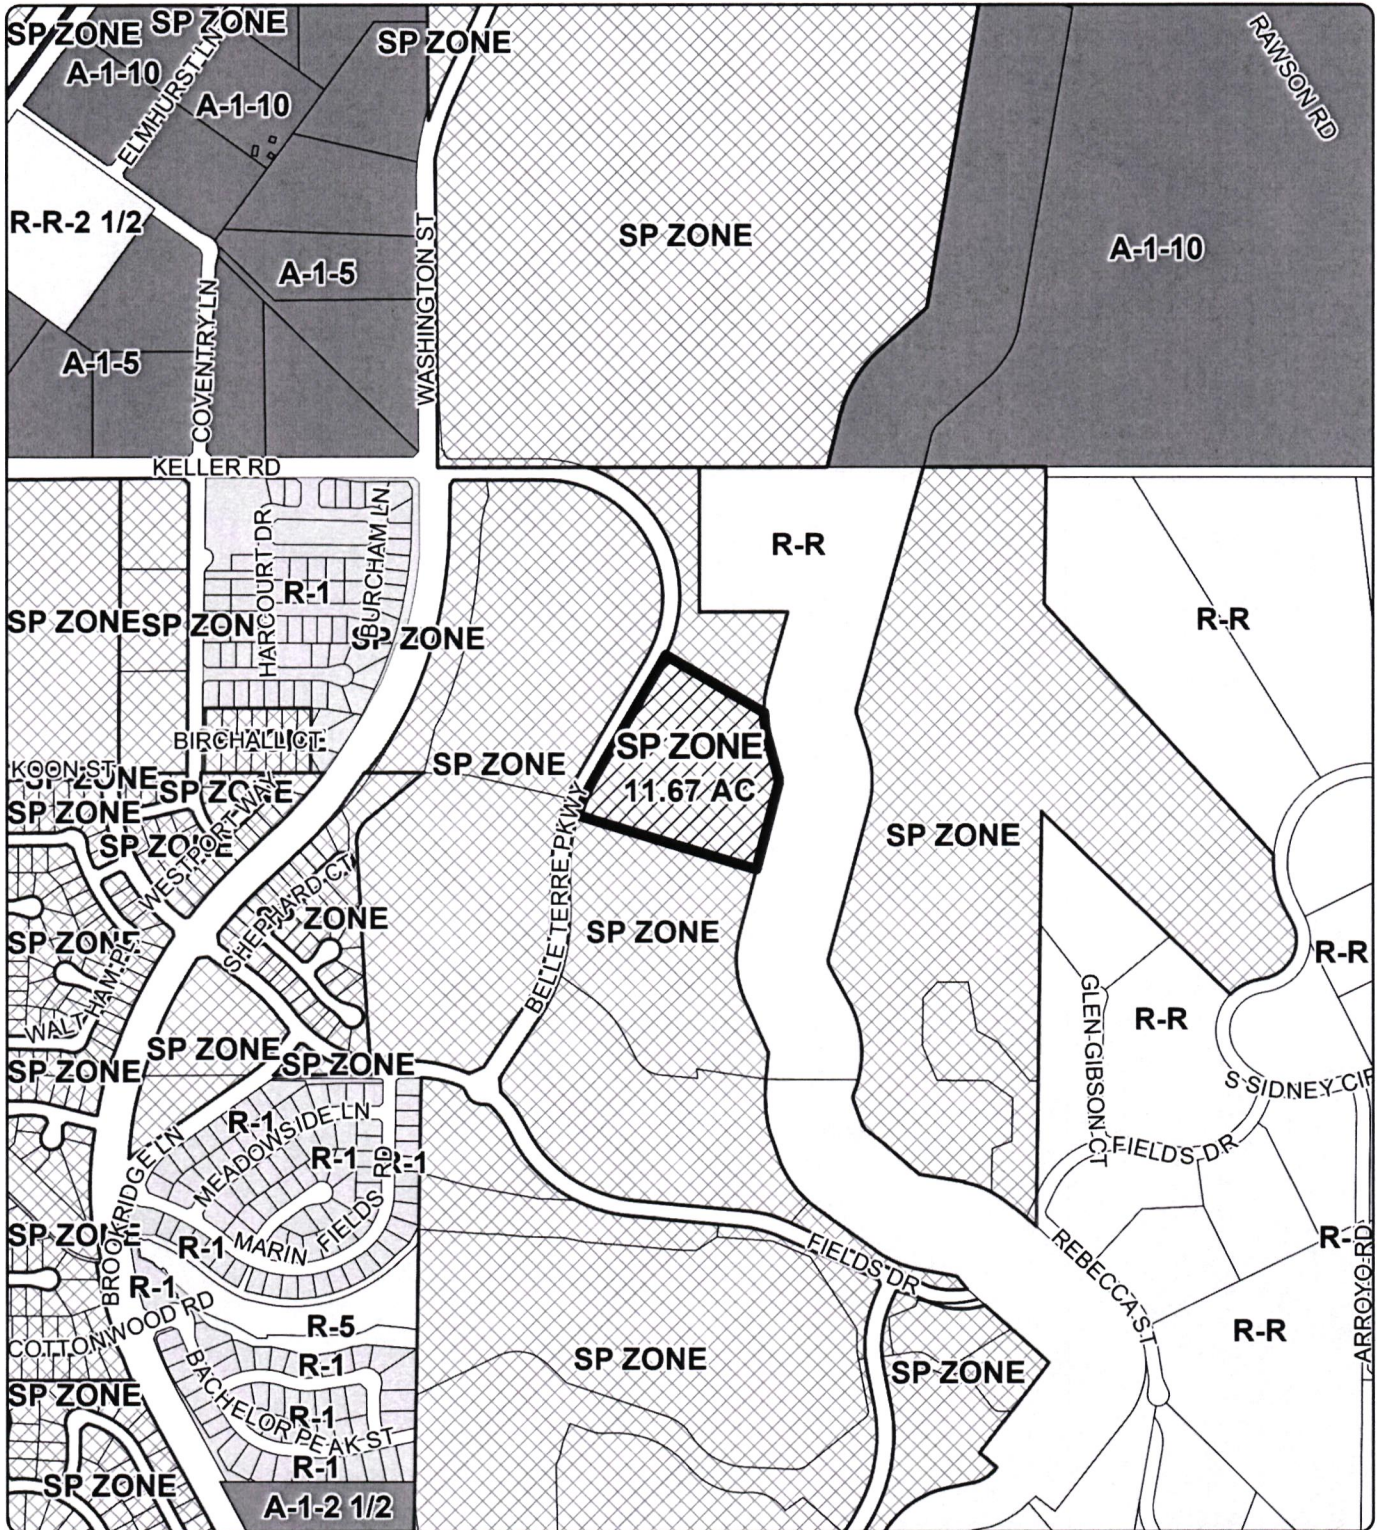 SP ZONE
SP ZONE
SP ZONE
A-1-10
A-1-10
ELMHURST LN
RAWSON RD
R-R-2 1/2
SP ZONE
A-1-10
A-1-5
WASHINGTON ST
A-1-5
COVENTRY LN
KELLER RD
HARCOURT DR
BURCHAM LN
R-R
R-1
R-R
SP ZONE
SP ZON
SP ZONE
BIRCHALL CT
SP ZONE
11.67 AC
SP ZONE
KOON ST
SP ZONE
SP ZONE
SP ZONE
SP ZONE
WESTPORT WAY
BELLE TERRE PKWY
SP ZONE
SHEPHARD CT
ZONE
SP ZONE
SP ZONE
WALTHAM PL
R-R
GLEN GIBSON CT
R-R
SP ZONE
SP ZONE
SP ZONE
S SIDNEY CIR
R-1
MEADOWSIDE LN
R-1
R-1
FIELDS RD
FIELDS DR
BROOKRIDGE LN
SP ZONE
R-1
MARIN
FIELDS DR
REBECCA ST
R-
ARROYO RD
R-1
COTTONWOOD RD
R-5
R-R
R-1
SP ZONE
SP ZONE
SP ZONE
BACHELOR PEAK ST
R-1
R-1
SP ZONE
A-1-2 1/2